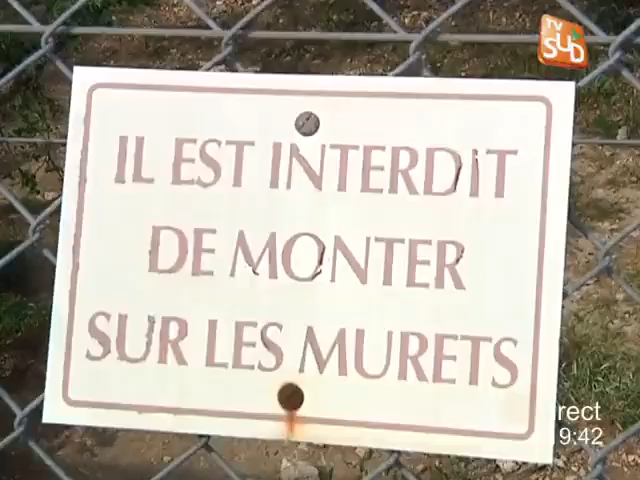 TV
SUD
IL EST INTERDIT
DE MONTER
SUR LES MURETS
rect
9:42